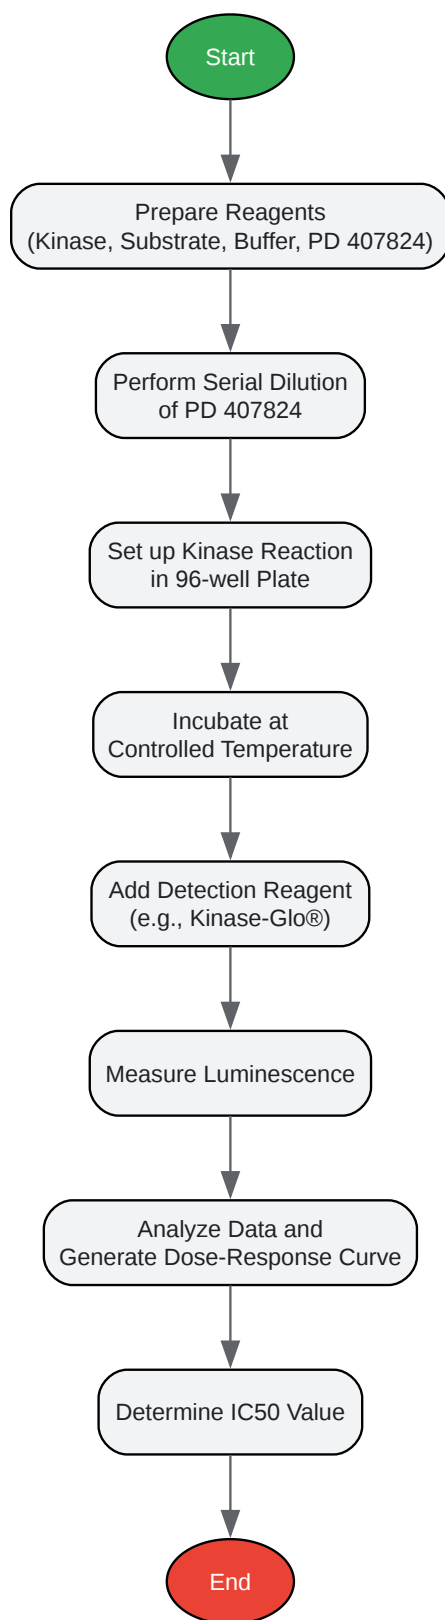 Start
Prepare Reagents
(Kinase, Substrate, Buffer, PD 407824)
Perform Serial Dilution
of PD 407824
Set up Kinase Reaction
in 96-well Plate
Incubate at
Controlled Temperature
Add Detection Reagent
(e.g., Kinase-Glo®)
Measure Luminescence
Analyze Data and
Generate Dose-Response Curve
Determine IC50 Value
End